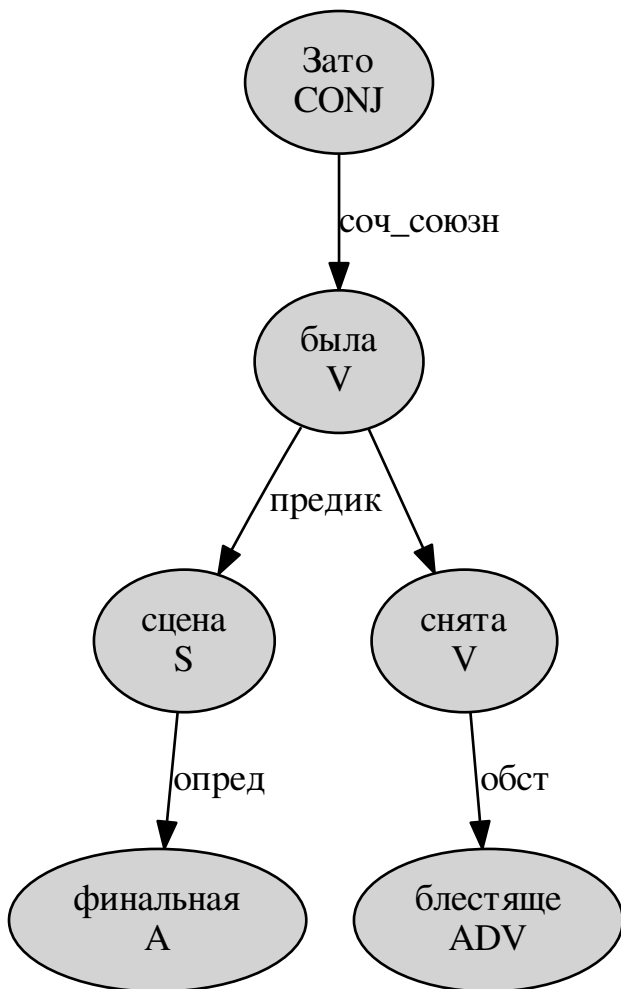 Зато
CONJ
соч_союзн
была
V
предик
сцена
S
снята
V
опред
обст
финальная
A
блестяще
ADV